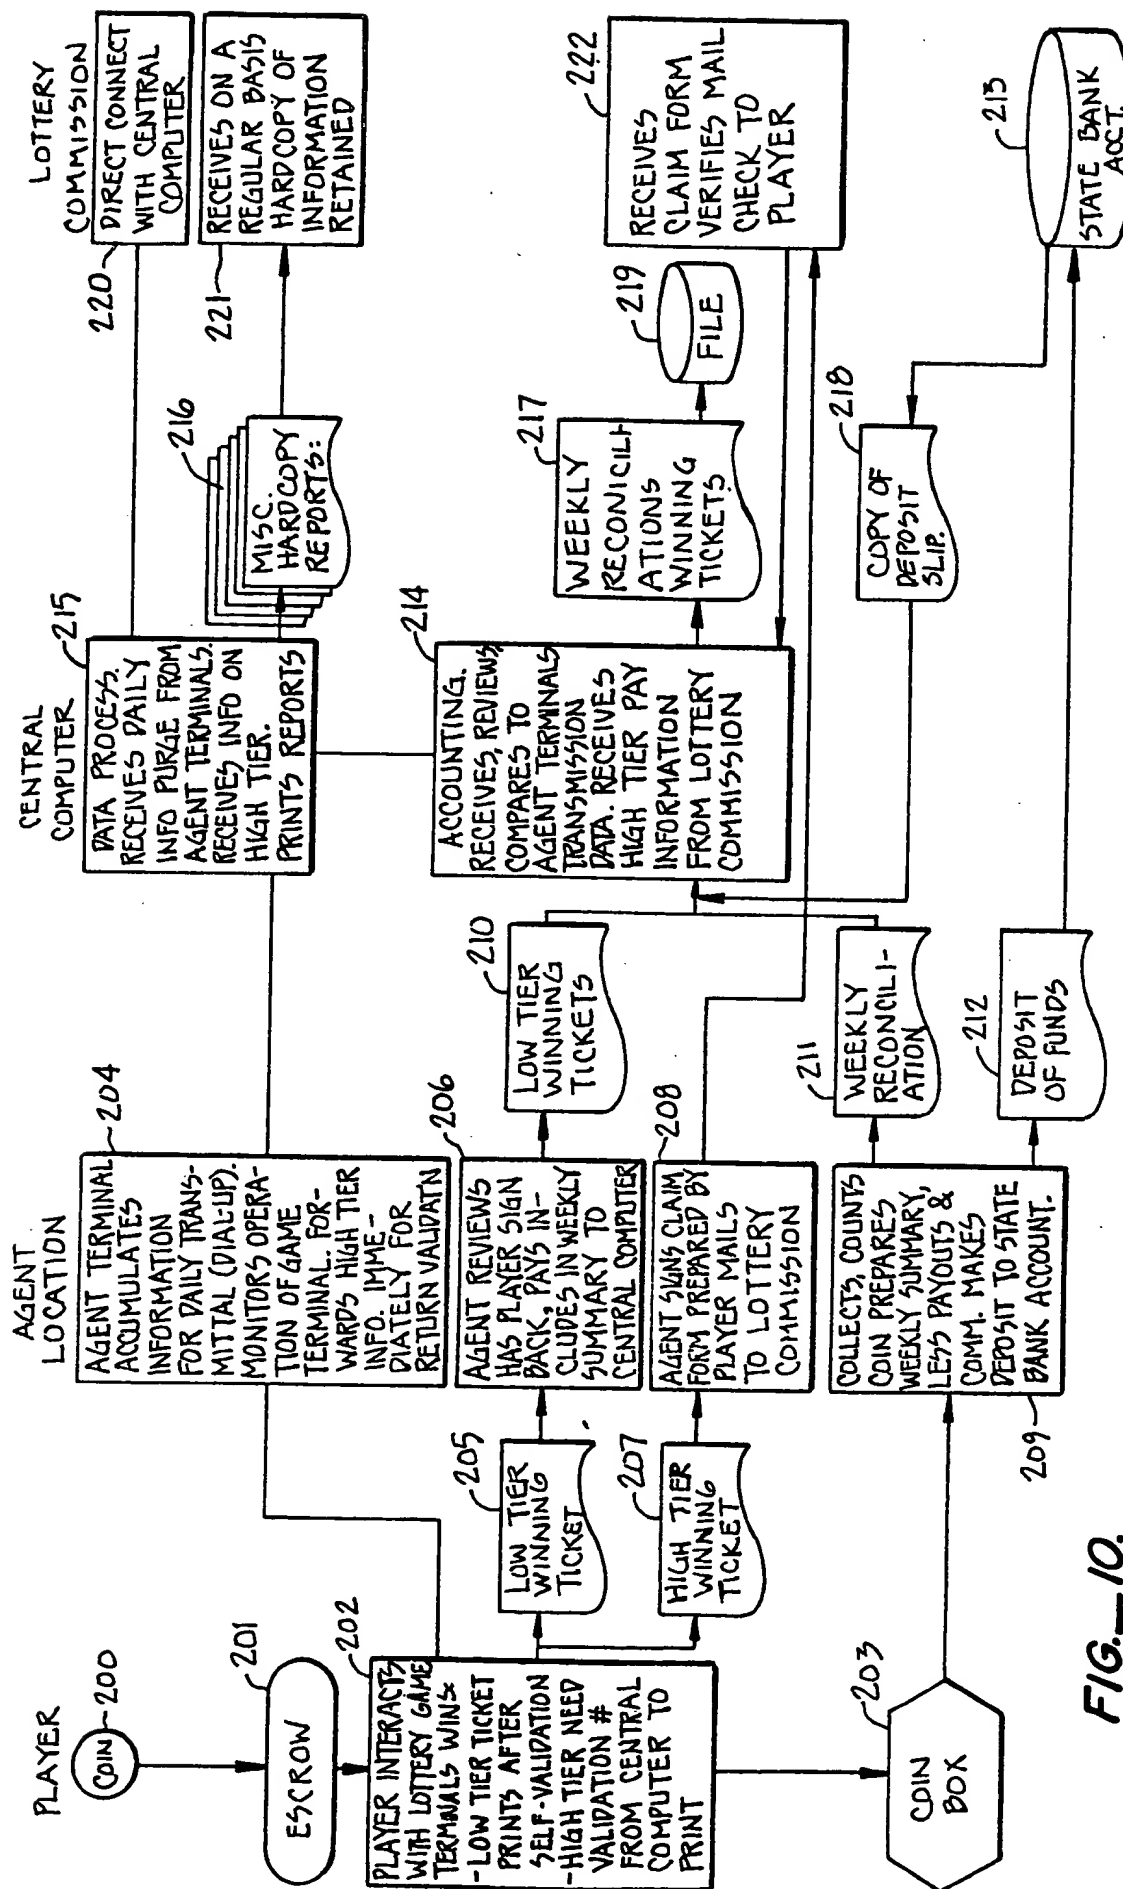 PLAYER
COIN
200
201
ESCROW
202
PLAYER INTERACTS
WITH LOTTERY GAME
TERMINALS WINS:
-LOW TIER TICKET
PRINTS AFTER
SELF-VALIDATION
-HIGH TIER NEED
VALIDATION #
FROM CENTRAL
COMPUTER TO
PRINT
203
COIN
BOX
205
LOW TIER
WINNING
TICKET
207
HIGH TIER
WINNING
TICKET
AGENT
LOCATION
204
AGENT TERMINAL
ACCUMULATES
INFORMATION
FOR DAILY TRANS-
MITTAL (DIAL-UP).
MONITORS OPERA-
TION OF GAME
TERMINAL. FOR-
WARDS HIGH TIER
INFO. IMME-
DIATELY FOR
RETURN VALIDAT'N
206
AGENT REVIEWS
HAS PLAYER SIGN
BACK, PAYS IN-
CLUDES IN WEEKLY
SUMMARY TO
CENTRAL COMPUTER
208
AGENT SIGNS CLAIM
FORM PREPARED BY
PLAYER MAILS
TO LOTTERY
COMMISSION
COLLECTS, COUNTS
COIN PREPARES
WEEKLY SUMMARY,
LESS PAYOUTS &
COMM. MAKES
DEPOSIT TO STATE
BANK ACCOUNT.
209
210
LOW TIER
WINNING
TICKETS
211
WEEKLY
RECONCILI-
ATION
212
DEPOSIT
OF FUNDS
CENTRAL
COMPUTER
215
DATA PROCESS.
RECEIVES DAILY
INFO PURGE FROM
AGENT TERMINALS.
RECEIVES INFO ON
HIGH TIER.
PRINTS REPORTS
214
ACCOUNTING.
RECEIVES, REVIEWS,
COMPARES TO
AGENT TERMINALS
TRANSMISSION
DATA. RECEIVES
HIGH TIER PAY
INFORMATION
FROM LOTTERY
COMMISSION
216
MISC.
HARDCOPY
REPORTS:
217
WEEKLY
RECONICILI-
ATIONS
WINNING
TICKETS
218
COPY OF
DEPOSIT
SLIP.
219
FILE
LOTTERY
COMMISSION
220
DIRECT CONNECT
WITH CENTRAL
COMPUTER
221
RECEIVES ON A
REGULAR BASIS
HARDCOPY OF
INFORMATION
RETAINED
222
RECEIVES
CLAIM FORM
VERIFIES MAIL
CHECK TO
PLAYER
213
STATE BANK
ACCT.
FIG.—10.